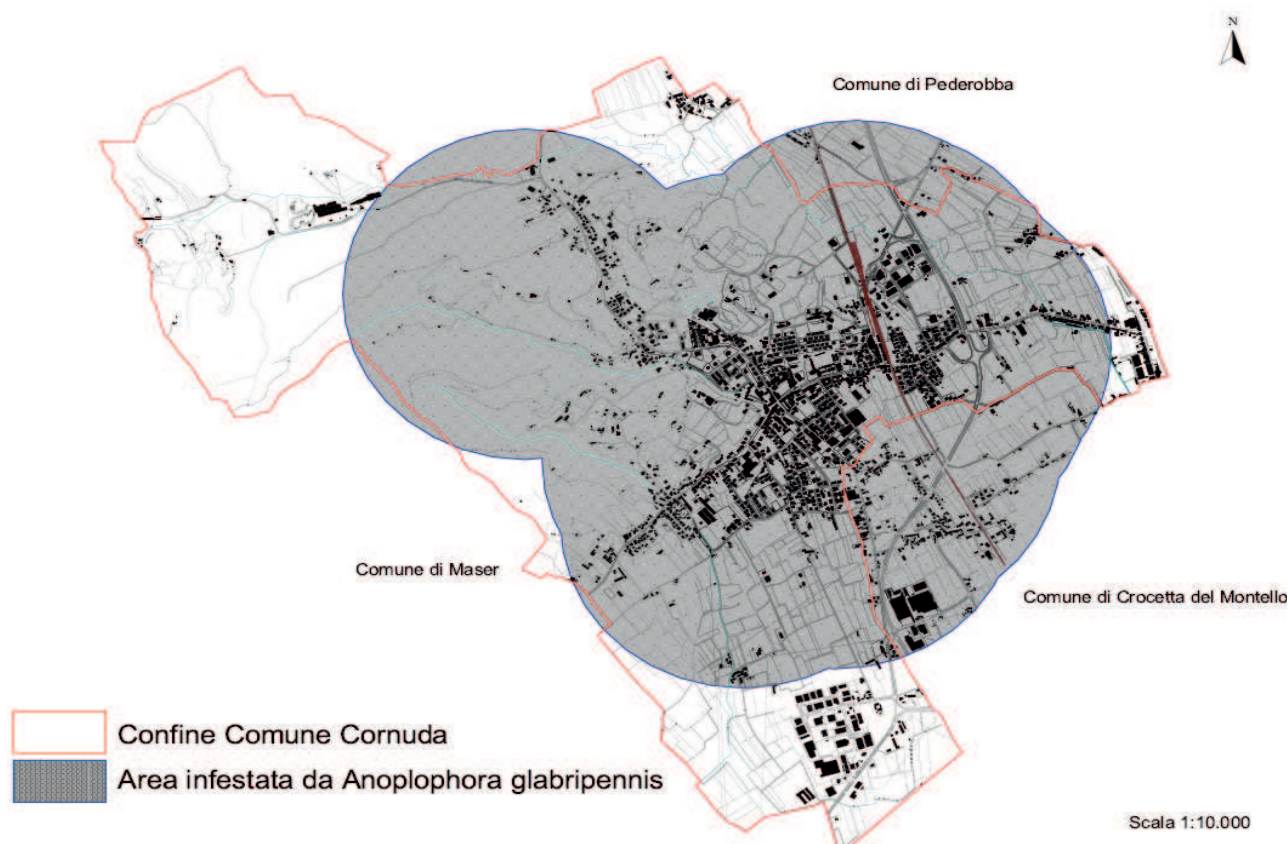 N
Comune di Pederobba
Comune di Maser
Comune di Crocetta del Montello
Confine Comune Cornuda
Area infestata da Anoplophora glabripennis
Scala 1:10.000